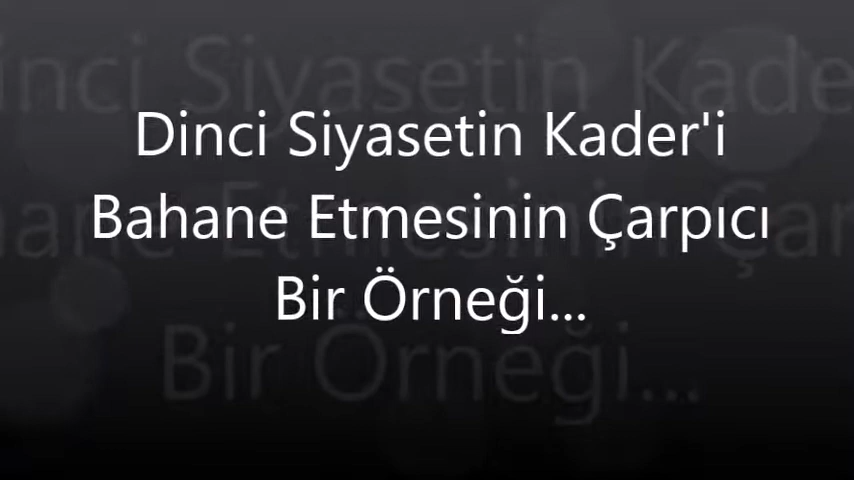 Dinci Siyasetin Kader'i
Bahane Etmesinin Çarpıcı
Bir Örneği...